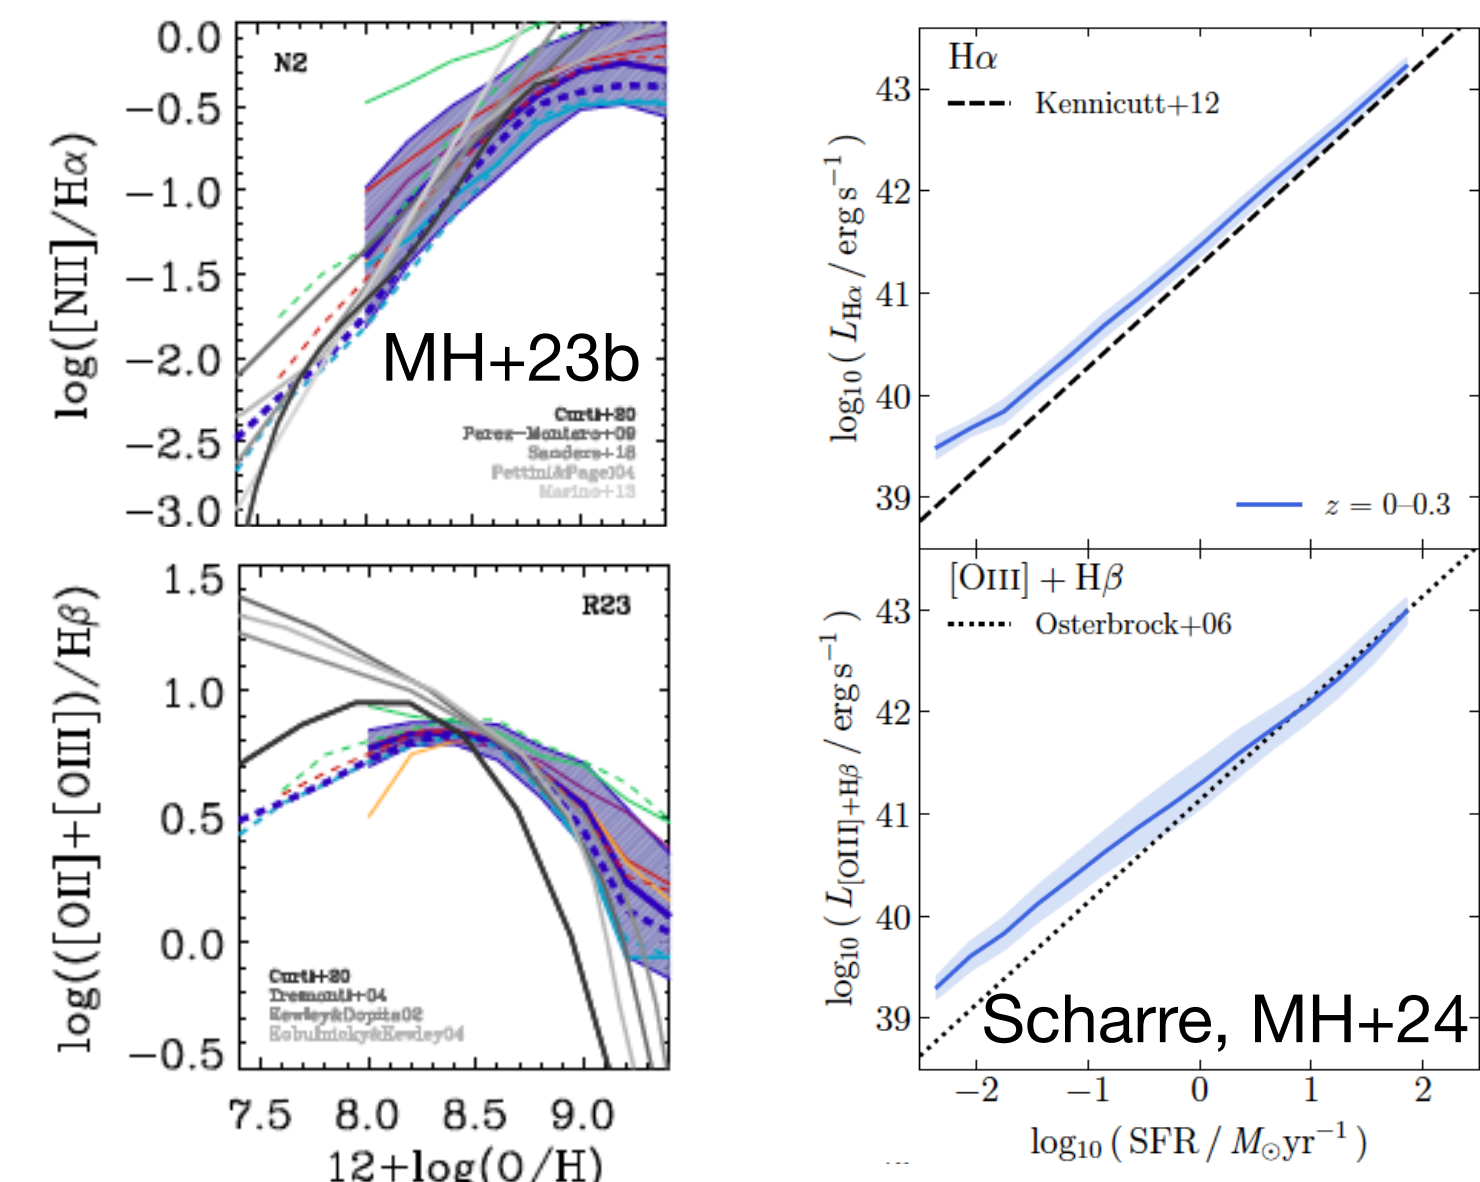 0.0
−0.5
−1.0
−1.5
−2.0
−2.5
−3.0
log([NII]/Hα)
N2
MH+23b
Curti+20
Perez−Montero+09
Sanders+18
Pettini&Pagel04
Marino+13
1.5
1.0
0.5
0.0
−0.5
log(([OII]+[OIII])/Hβ)
R23
Curti+20
Tremonti+04
Kewley&Dopita02
Kobulnicky&Kewley04
7.5 8.0 8.5 9.0
12+log(O/H)
Hα
Kennicutt+12
43
42
41
40
39
log₁₀ ( L_Hα / erg s⁻¹ )
z = 0–0.3
[OIII] + Hβ
Osterbrock+06
43
42
41
40
39
log₁₀ ( L_[OIII]+Hβ / erg s⁻¹ )
Scharre, MH+24
−2 −1 0 1 2
log₁₀ ( SFR / M☉yr⁻¹ )